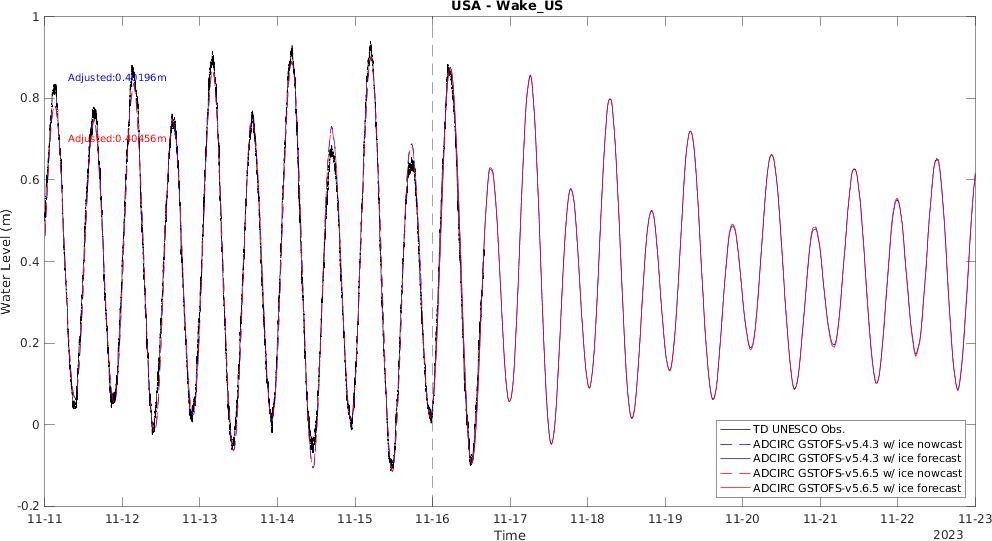 USA - Wake_US
Water Level (m)
1
0.8
0.6
0.4
0.2
0
-0.2
Adjusted:0.40196m
Adjusted:0.40456m
TD UNESCO Obs.
ADCIRC GSTOFS-v5.4.3 w/ ice nowcast
ADCIRC GSTOFS-v5.4.3 w/ ice forecast
ADCIRC GSTOFS-v5.6.5 w/ ice nowcast
ADCIRC GSTOFS-v5.6.5 w/ ice forecast
11-11 11-12 11-13 11-14 11-15 11-16 11-17 11-18 11-19 11-20 11-21 11-22 11-23
Time
2023